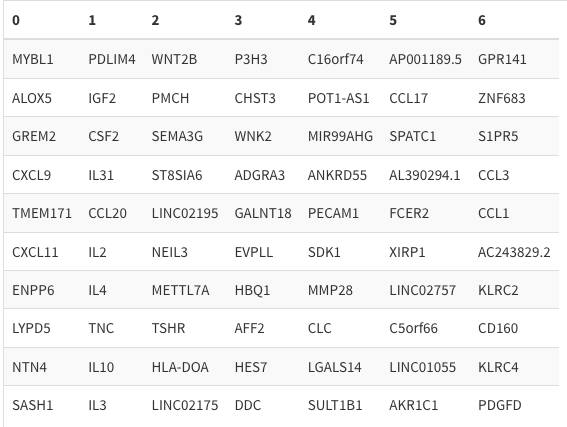 0 1 2 3 4 5 6
MYBL1 PDLIM4 WNT2B P3H3 C16orf74 AP001189.5 GPR141
ALOX5 IGF2 PMCH CHST3 POT1-AS1 CCL17 ZNF683
GREM2 CSF2 SEMA3G WNK2 MIR99AHG SPATC1 S1PR5
CXCL9 IL31 ST8SIA6 ADGRA3 ANKRD55 AL390294.1 CCL3
TMEM171 CCL20 LINC02195 GALNT18 PECAM1 FCER2 CCL1
CXCL11 IL2 NEIL3 EVPLL SDK1 XIRP1 AC243829.2
ENPP6 IL4 METTL7A HBQ1 MMP28 LINC02757 KLRC2
LYPD5 TNC TSHR AFF2 CLC C5orf66 CD160
NTN4 IL10 HLA-DOA HES7 LGALS14 LINC01055 KLRC4
SASH1 IL3 LINC02175 DDC SULT1B1 AKR1C1 PDGFD